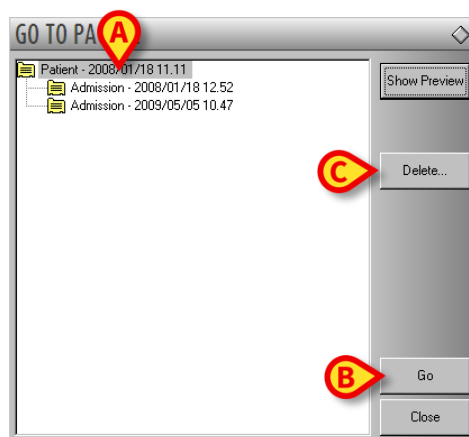 GO TO PA
A
Patient - 2008/01/18 11.11
Admission - 2008/01/18 12.52
Admission - 2009/05/05 10.47
Show Preview
C
Delete...
B
Go
Close